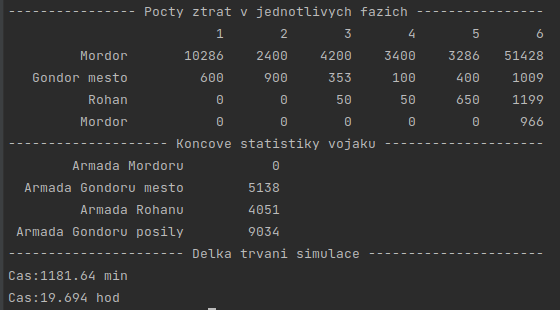 ---------------- Pocty ztrat v jednotlivych fazich ----------------
1 2 3 4 5 6
Mordor 10286 2400 4200 3400 3286 51428
Gondor mesto 600 900 353 100 400 1009
Rohan 0 0 50 50 650 1199
Mordor 0 0 0 0 0 966
-------------------- Koncove statistiky vojaku --------------------
Armada Mordoru 0
Armada Gondoru mesto 5138
Armada Rohanu 4051
Armada Gondoru posily 9034
---------------------- Delka trvani simulace ----------------------
Cas:1181.64 min
Cas:19.694 hod